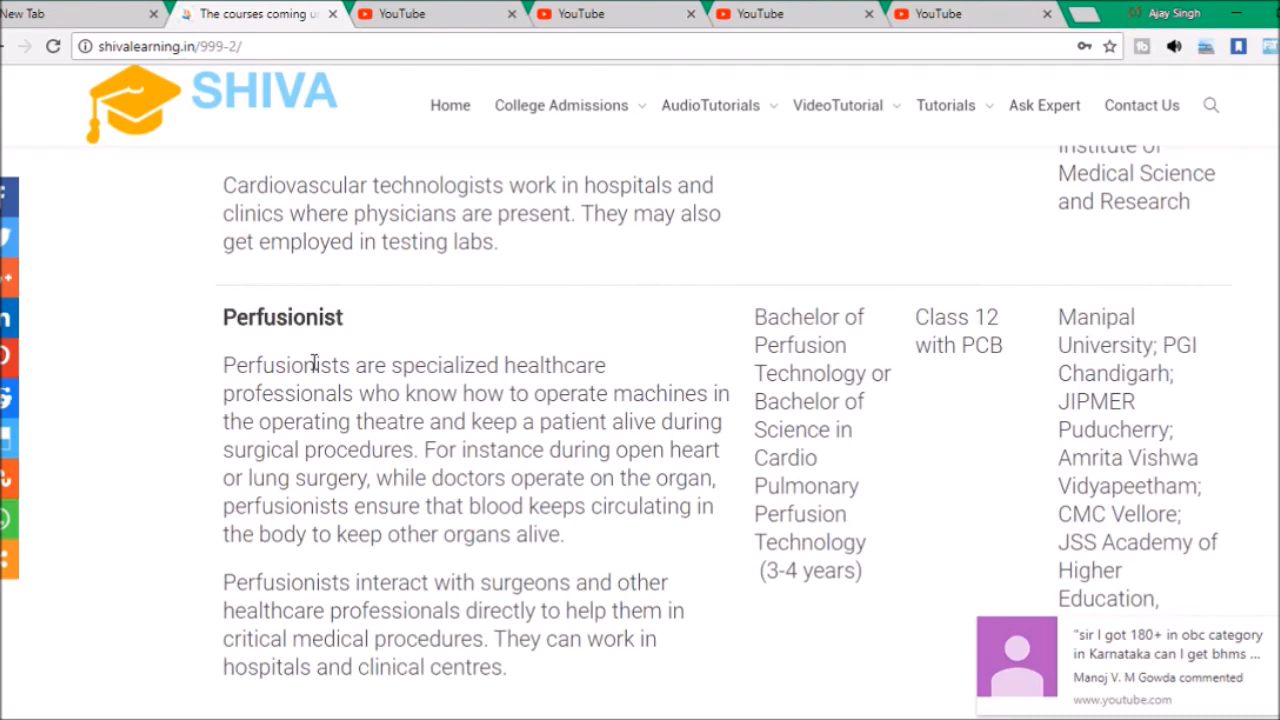 New Tab
The courses coming u
YouTube
YouTube
YouTube
YouTube
Ajay Singh
shivalearning.in/999-2/
SHIVA
Home
College Admissions
AudioTutorials
VideoTutorial
Tutorials
Ask Expert
Contact Us
Institute of
Medical Science
and Research
Cardiovascular technologists work in hospitals and
clinics where physicians are present. They may also
get employed in testing labs.
Perfusionist
Perfusionists are specialized healthcare
professionals who know how to operate machines in
the operating theatre and keep a patient alive during
surgical procedures. For instance during open heart
or lung surgery, while doctors operate on the organ,
perfusionists ensure that blood keeps circulating in
the body to keep other organs alive.
Perfusionists interact with surgeons and other
healthcare professionals directly to help them in
critical medical procedures. They can work in
hospitals and clinical centres.
Bachelor of
Perfusion
Technology or
Bachelor of
Science in
Cardio
Pulmonary
Perfusion
Technology
(3-4 years)
Class 12
with PCB
Manipal
University; PGI
Chandigarh;
JIPMER
Puducherry;
Amrita Vishwa
Vidyapeetham;
CMC Vellore;
JSS Academy of
Higher
Education,
"sir I got 180+ in obc category
in Karnataka can I get bhms ...
Manoj V. M Gowda commented
www.youtube.com